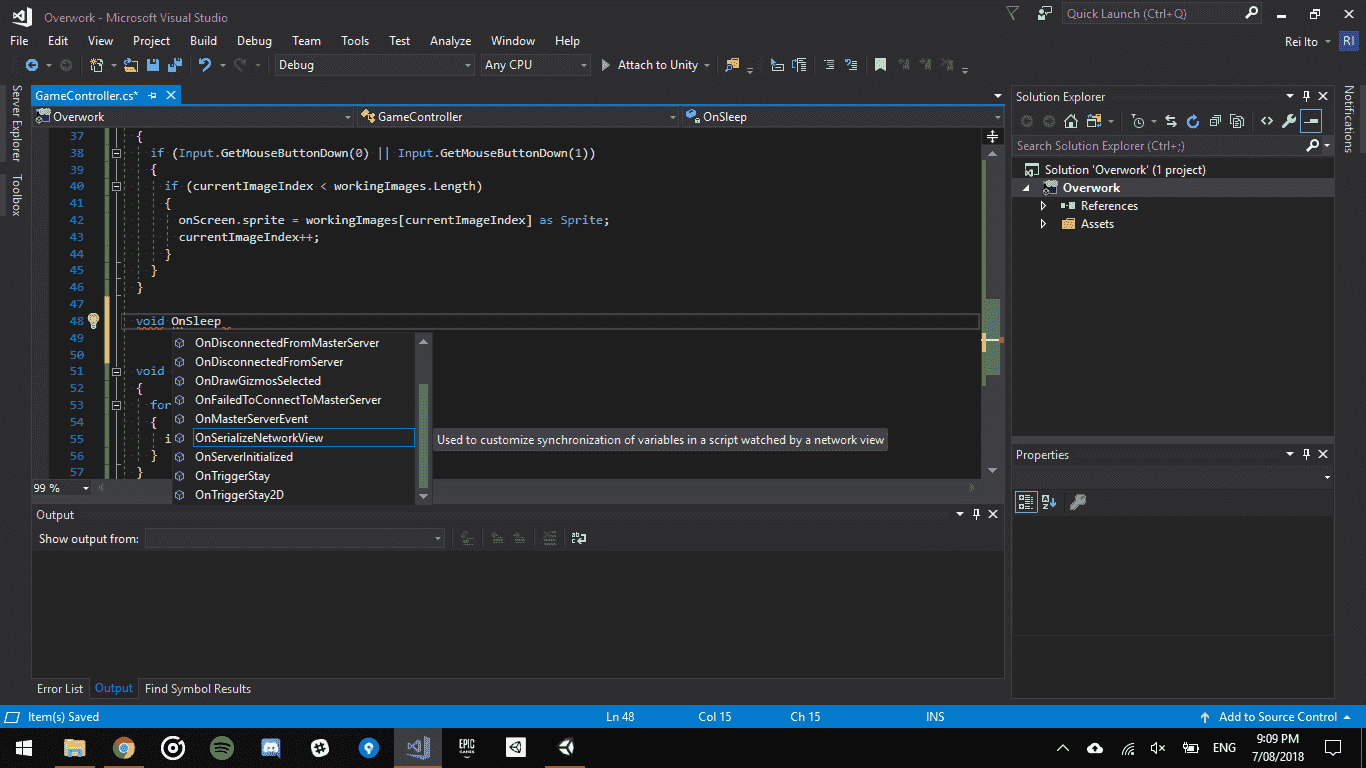 Overwork - Microsoft Visual Studio
Quick Launch (Ctrl+Q)
File Edit View Project Build Debug Team Tools Test Analyze Window Help
Rei Ito RI
Debug Any CPU Attach to Unity
Server Explorer
Toolbox
GameController.cs*
Overwork GameController OnSleep
37 {
38 if (Input.GetMouseButtonDown(0) || Input.GetMouseButtonDown(1))
39 {
40 if (currentImageIndex < workingImages.Length)
41 {
42 onScreen.sprite = workingImages[currentImageIndex] as Sprite;
43 currentImageIndex++;
44 }
45 }
46 }
47
48 void OnSleep
49
50
51 void
52 {
53 for
54 {
55 i
56 }
57 }
OnDisconnectedFromMasterServer
OnDisconnectedFromServer
OnDrawGizmosSelected
OnFailedToConnectToMasterServer
OnMasterServerEvent
OnSerializeNetworkView
Used to customize synchronization of variables in a script watched by a network view
OnServerInitialized
OnTriggerStay
OnTriggerStay2D
99 %
Output
Show output from:
Error List Output Find Symbol Results
Solution Explorer
Search Solution Explorer (Ctrl+;)
Solution 'Overwork' (1 project)
Overwork
References
Assets
Properties
Notifications
Item(s) Saved Ln 48 Col 15 Ch 15 INS Add to Source Control
EPIC GAMES
ENG
9:09 PM
7/08/2018